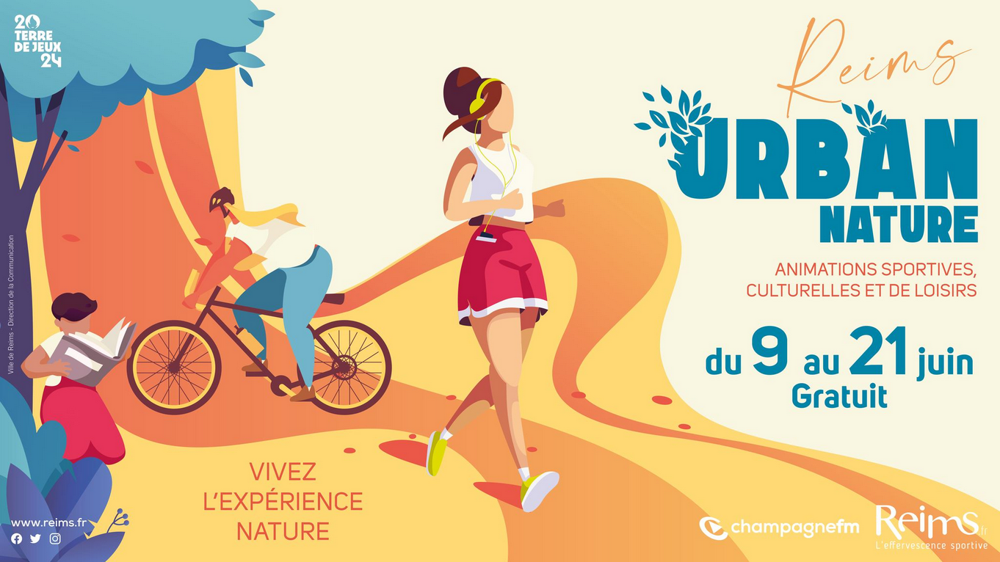 20
TERRE
DE JEUX
24
Reims
URBAN
NATURE
ANIMATIONS SPORTIVES,
CULTURELLES ET DE LOISIRS
du 9 au 21 juin
Gratuit
Ville de Reims - Direction de la Communication
VIVEZ
L'EXPÉRIENCE
NATURE
www.reims.fr
champagnefm
Reims.fr
L'effervescence sportive